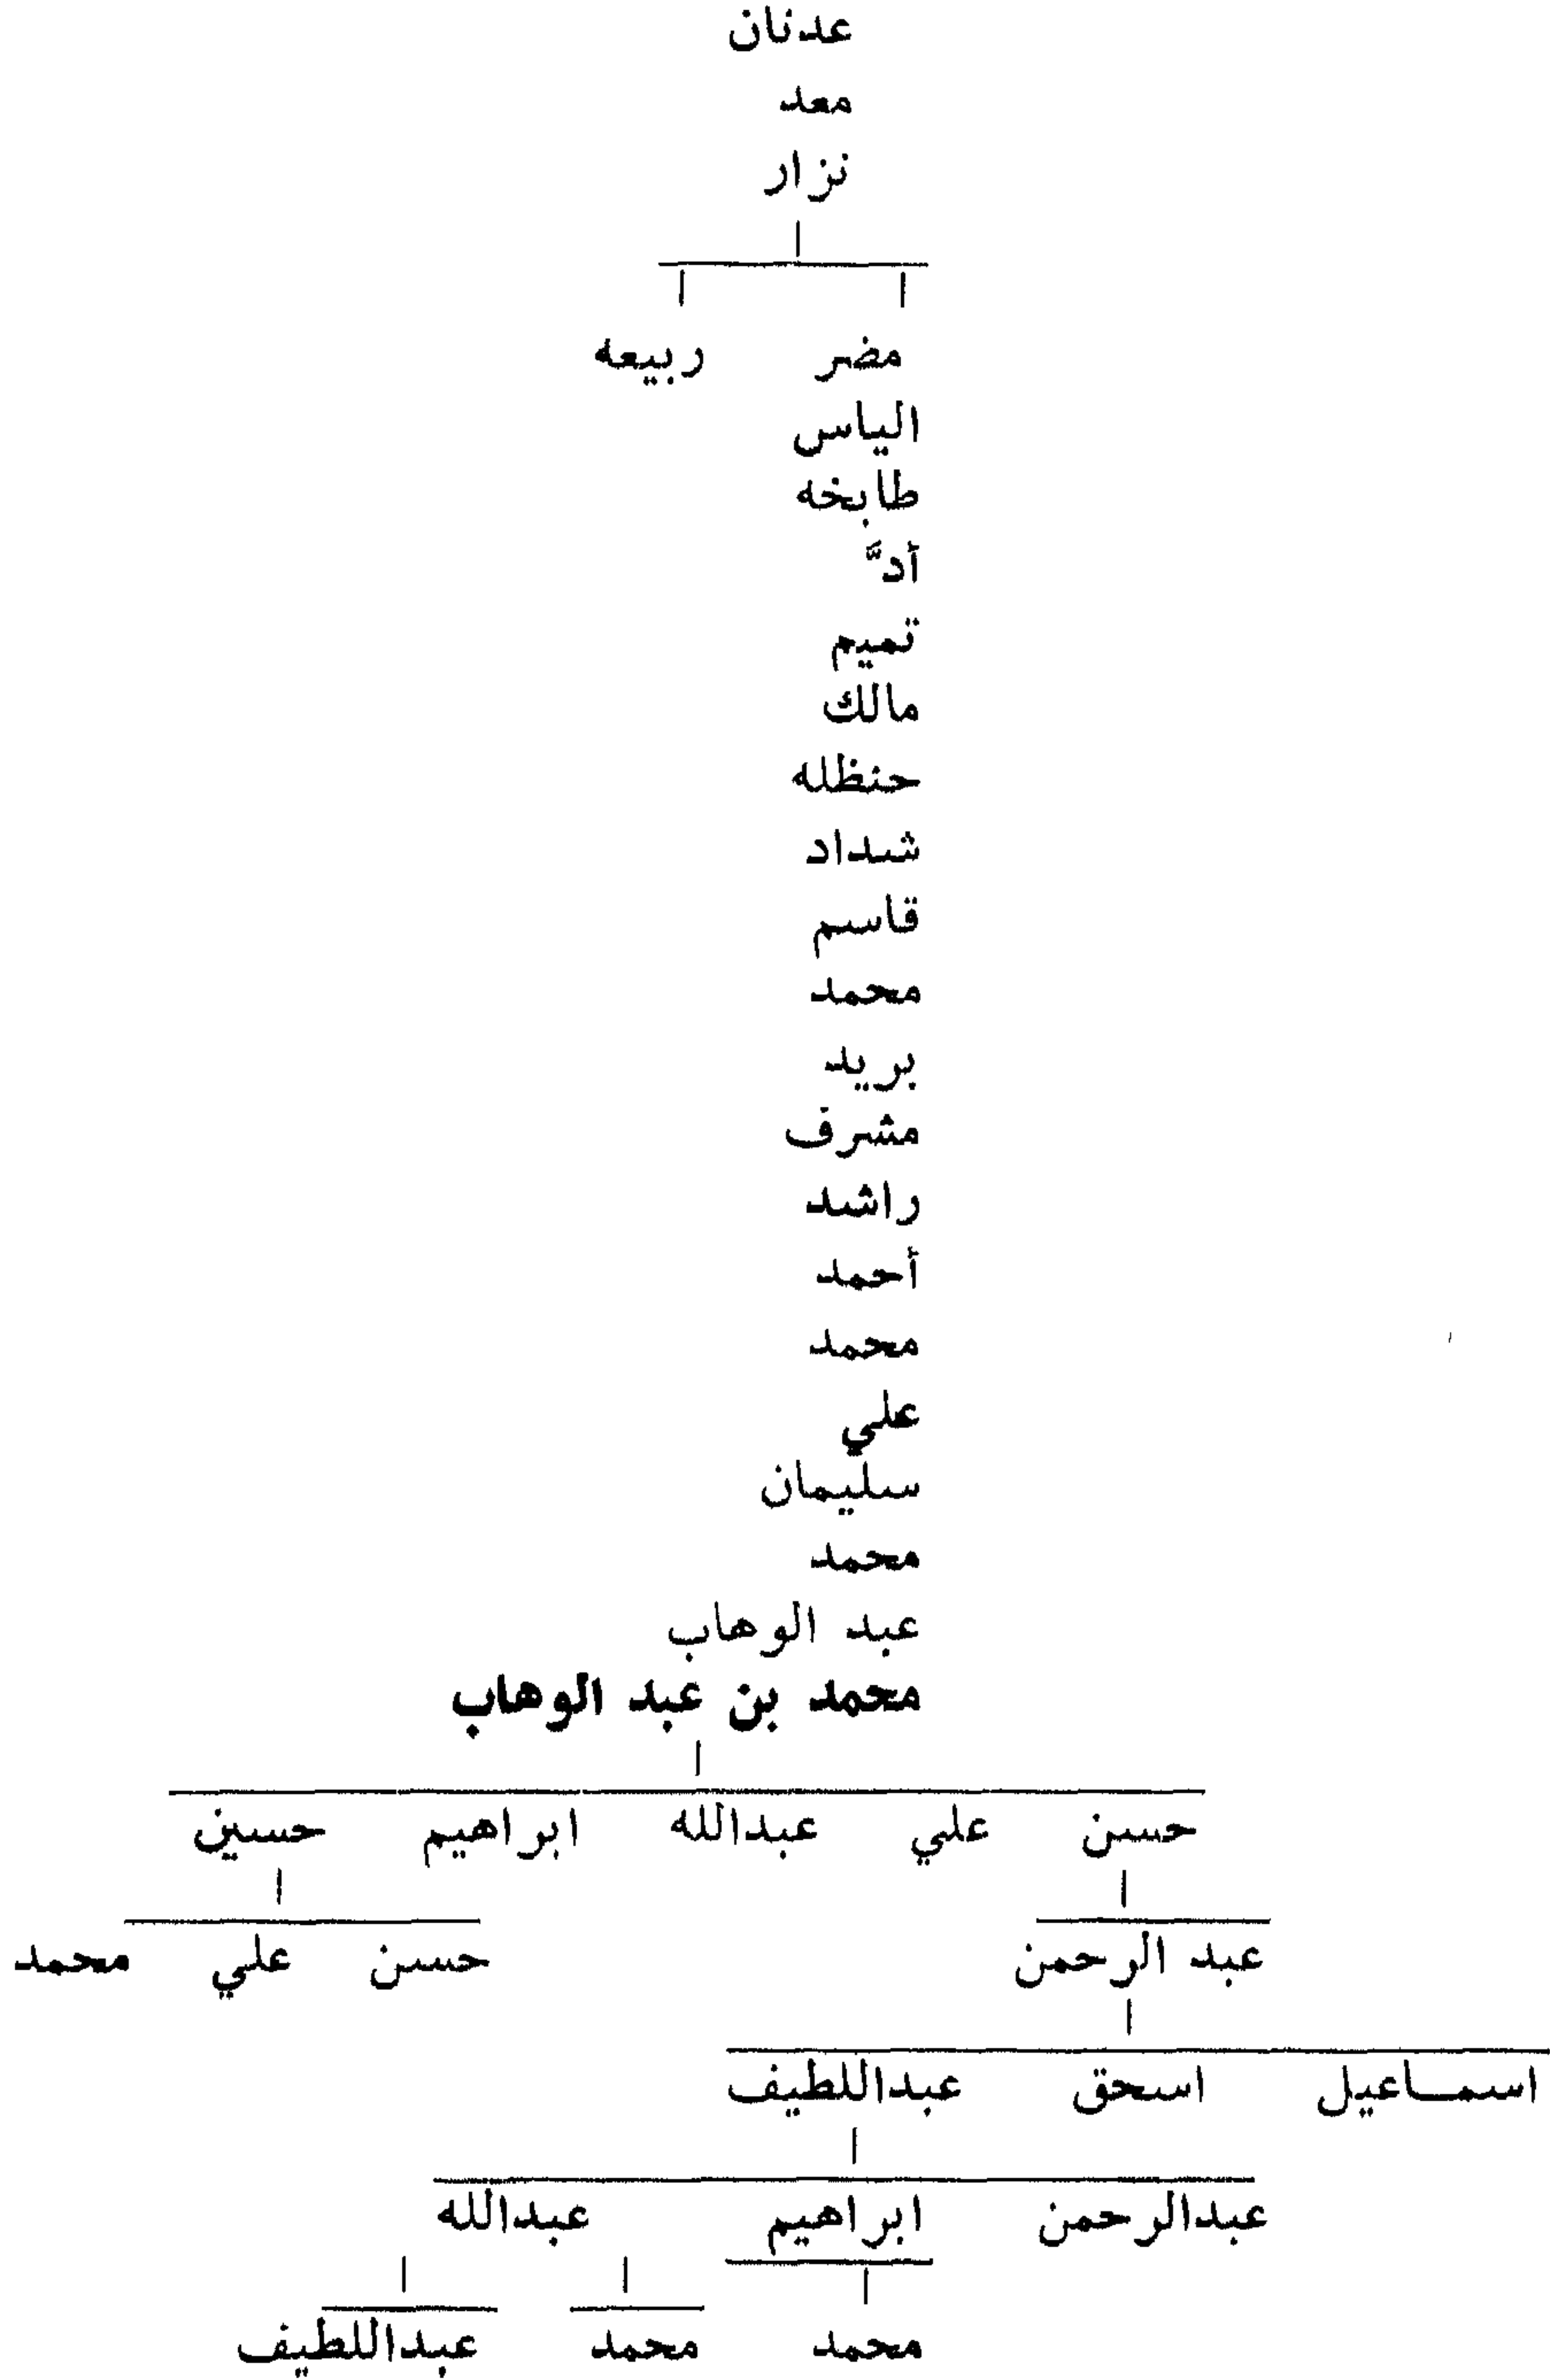 عدنان
معد
نزار
مضر ربيعه
الياس
طابخه
أدَّ
تميم
مالك
حنظله
شداد
قاسم
محمد
بريد
مشرف
راشد
أحمد
محمد
علي
سليمان
محمد
عبد الوهاب
محمد بن عبد الوهاب
حسن علي عبدالله ابراهيم حسين
عبد الرحمن حسن علي محمد
اسمـاعيل اسحق عبداللطيف
عبدالرحمن ابراهيم عبدالله
محمد محمد عبداللطيف